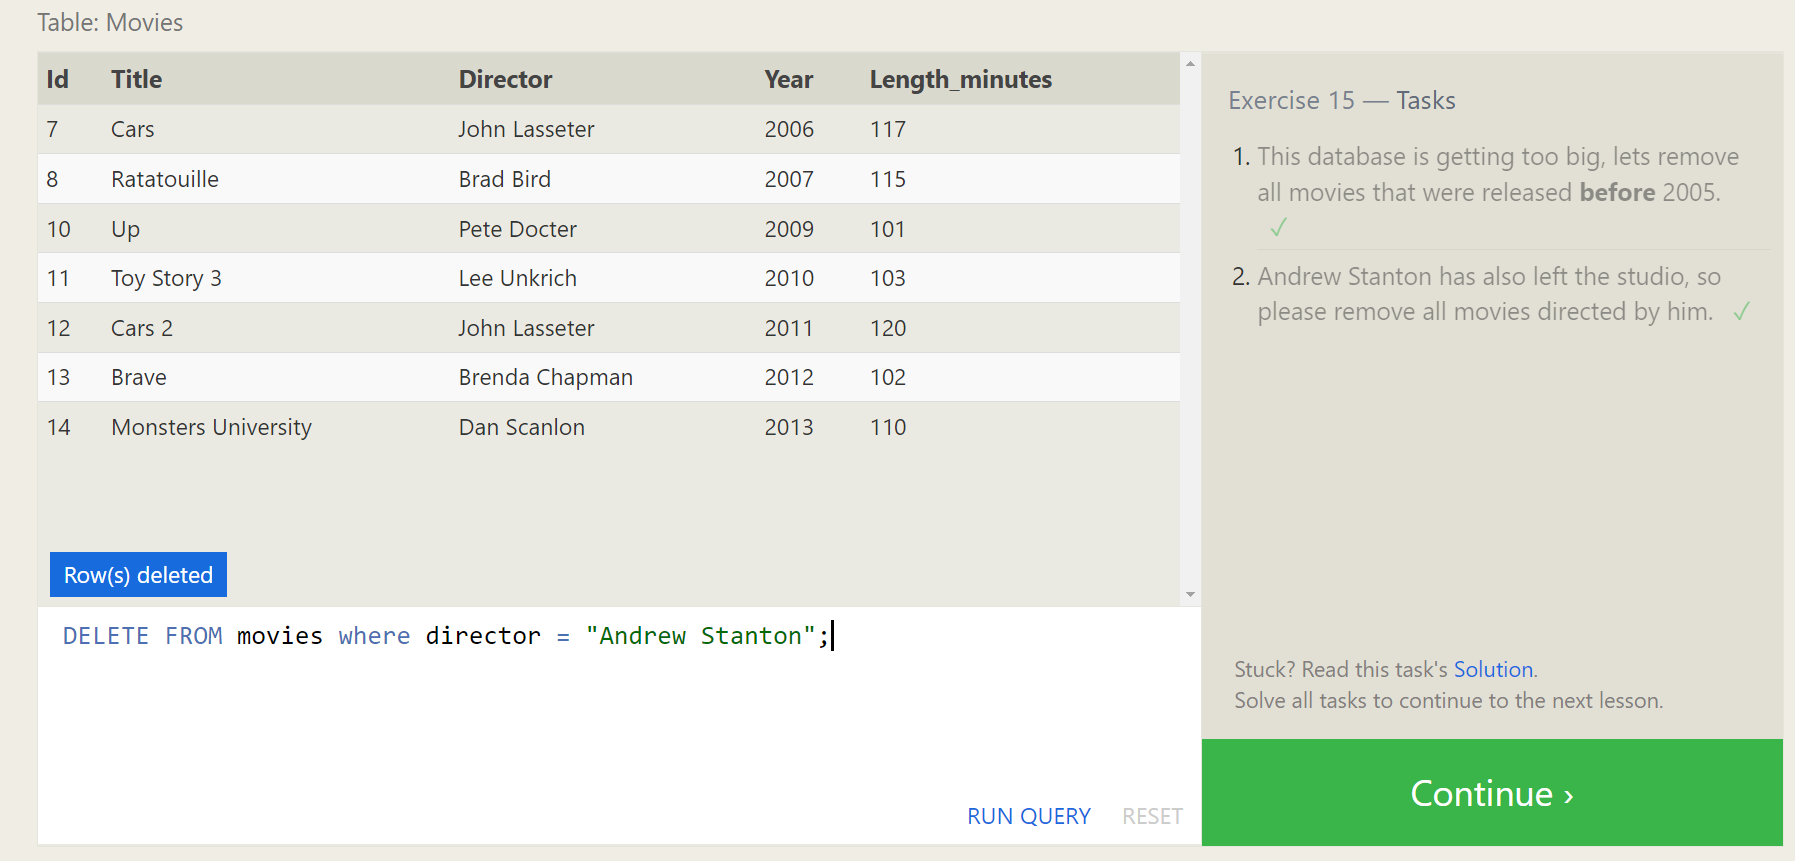 Table: Movies
Id Title Director Year Length_minutes
7 Cars John Lasseter 2006 117
8 Ratatouille Brad Bird 2007 115
10 Up Pete Docter 2009 101
11 Toy Story 3 Lee Unkrich 2010 103
12 Cars 2 John Lasseter 2011 120
13 Brave Brenda Chapman 2012 102
14 Monsters University Dan Scanlon 2013 110
Row(s) deleted
DELETE FROM movies where director = "Andrew Stanton";
RUN QUERY RESET
Exercise 15 — Tasks
1. This database is getting too big, lets remove
all movies that were released before 2005.
✓
2. Andrew Stanton has also left the studio, so
please remove all movies directed by him. ✓
Stuck? Read this task's Solution.
Solve all tasks to continue to the next lesson.
Continue ›